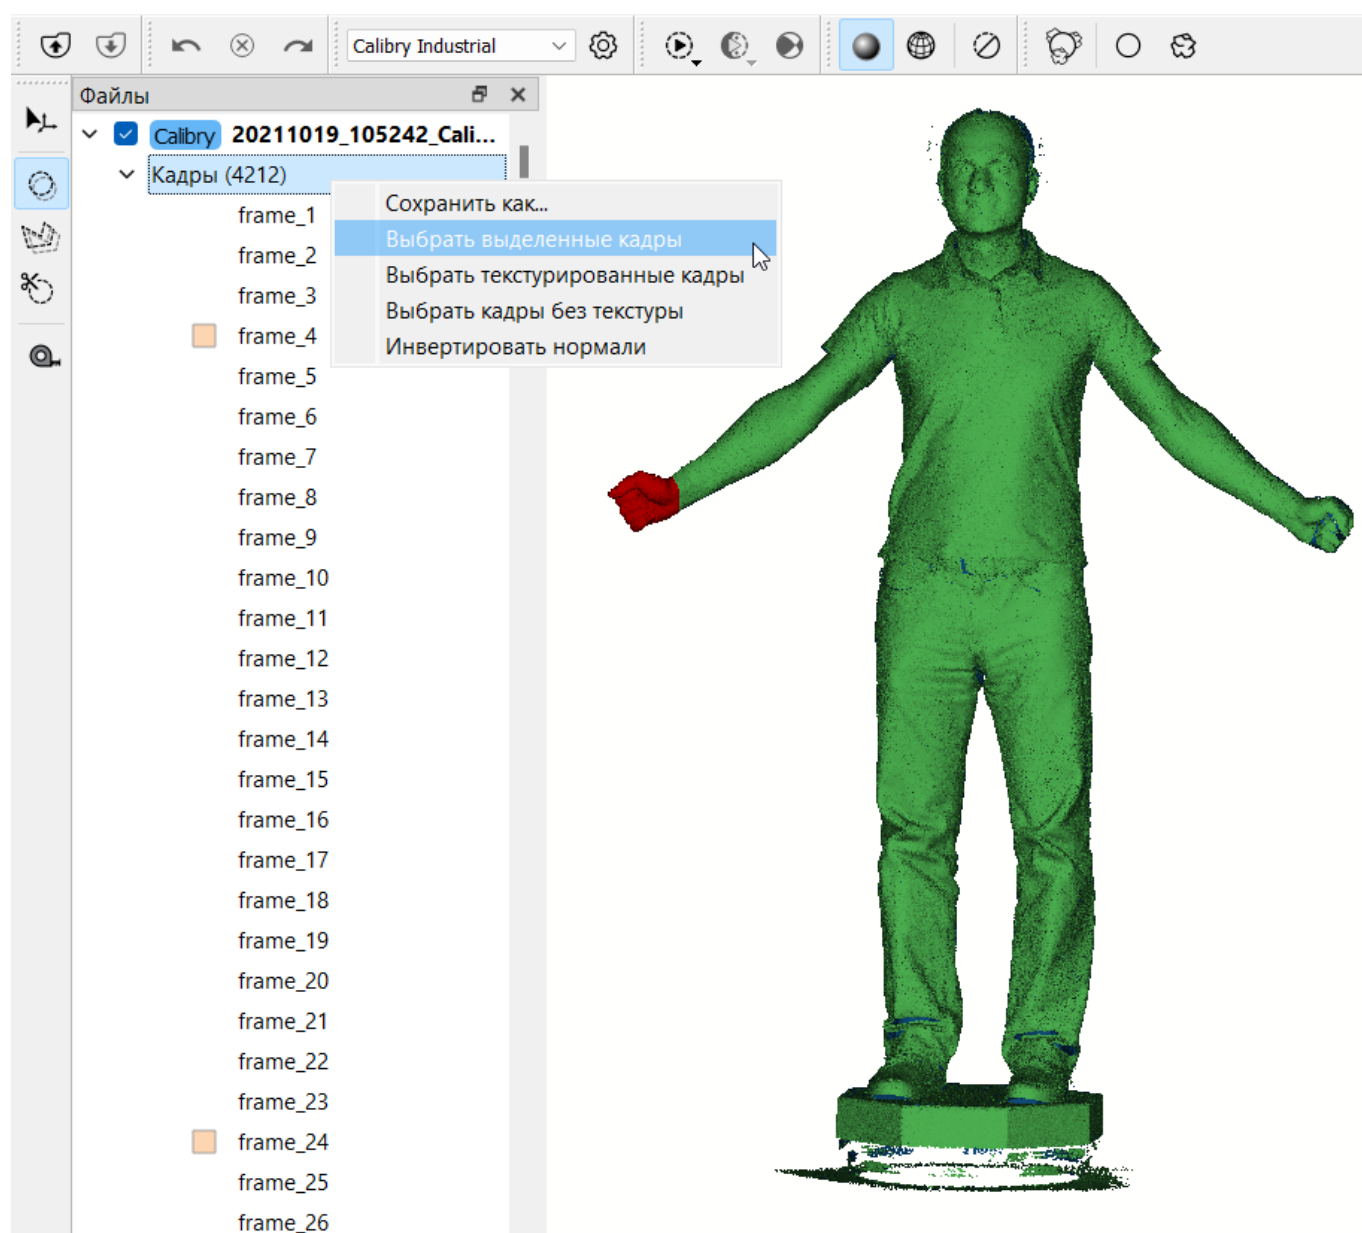 Calibry Industrial
Файлы
Calibry 20211019_105242_Cali...
Кадры (4212)
Сохранить как...
Выбрать выделенные кадры
Выбрать текстурированные кадры
Выбрать кадры без текстуры
Инвертировать нормали
frame_1
frame_2
frame_3
frame_4
frame_5
frame_6
frame_7
frame_8
frame_9
frame_10
frame_11
frame_12
frame_13
frame_14
frame_15
frame_16
frame_17
frame_18
frame_19
frame_20
frame_21
frame_22
frame_23
frame_24
frame_25
frame_26